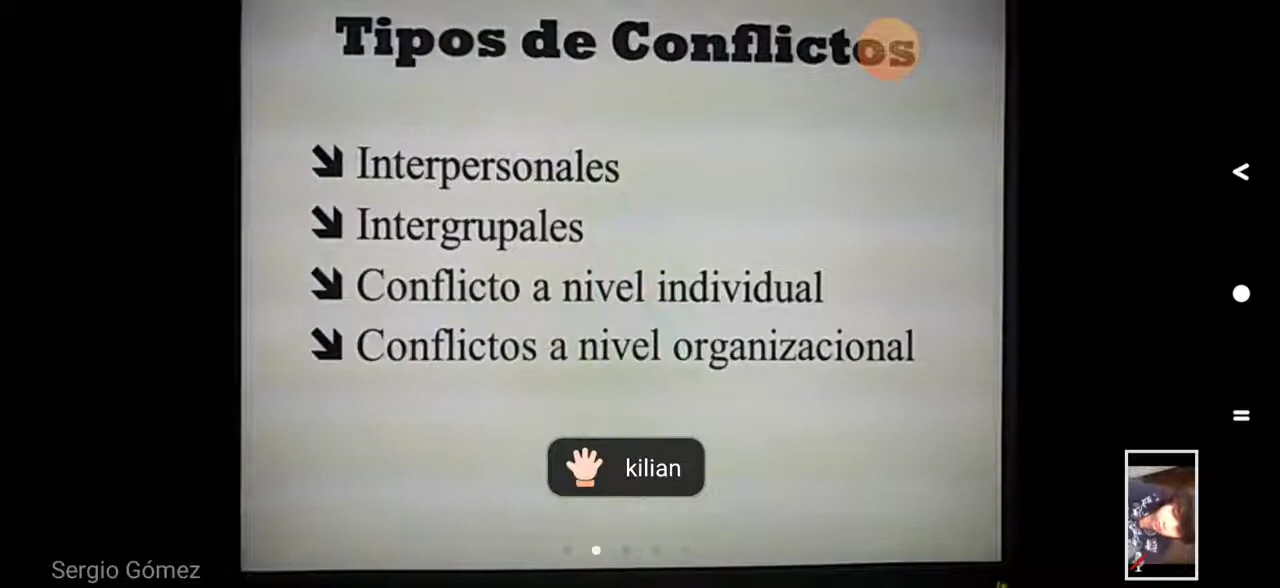 Tipos de Conflictos
Interpersonales
Intergrupales
Conflicto a nivel individual
Conflictos a nivel organizacional
kilian
Sergio Gómez